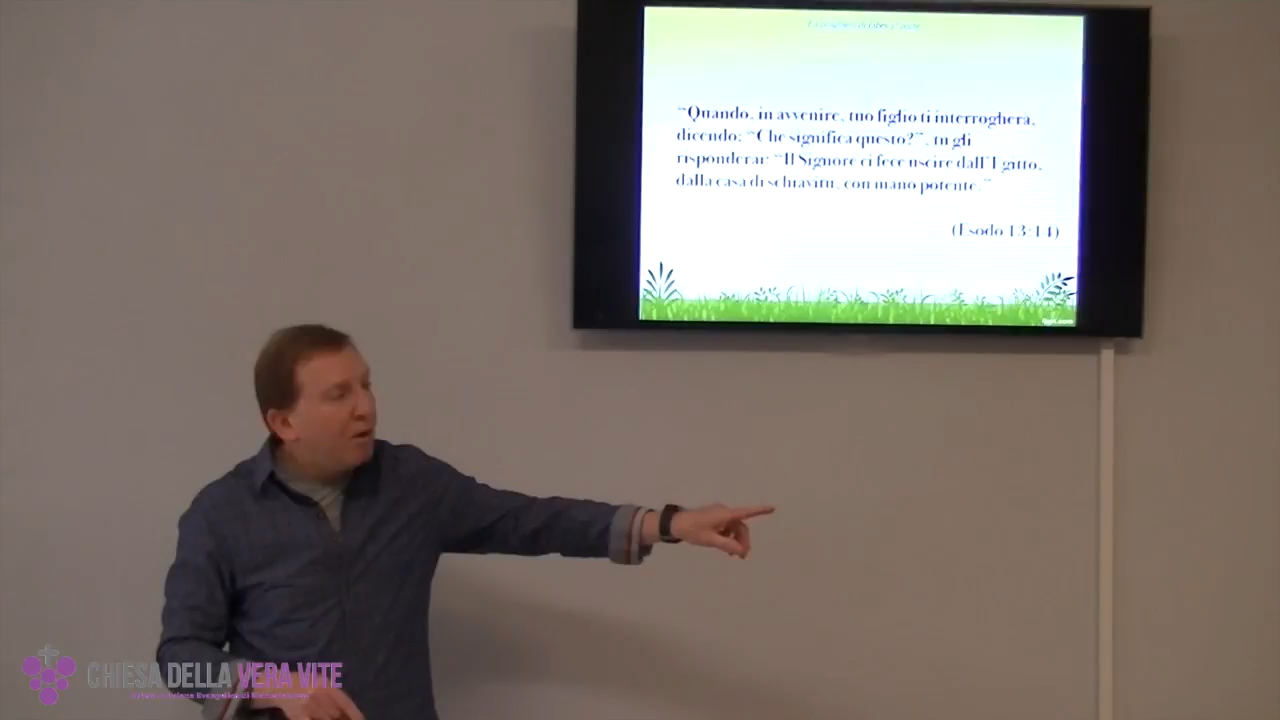 “Quando, in avvenire, tuo figlio ti interrogherà,
dicendo: “Che significa questo?”, tu gli
risponderai: “Il Signore ci fece uscire dall’Egitto,
dalla casa di schiavitù, con mano potente.”
(Esodo 13:14)
CHIESA DELLA VERA VITE